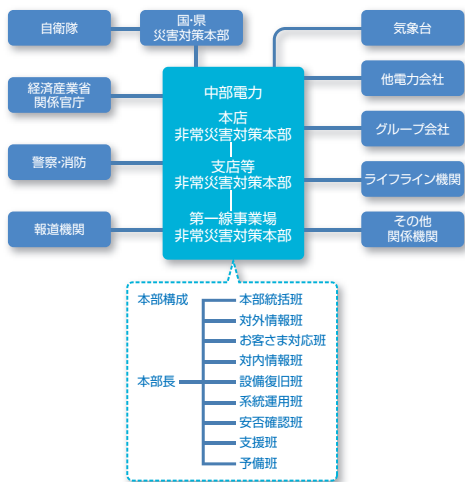 自衛隊
国・県
災害対策本部
気象台
経済産業省
関係官庁
他電力会社
グループ会社
警察・消防
ライフライン機関
報道機関
その他
関係機関
中部電力
本店
非常災害対策本部
支店等
非常災害対策本部
第一線事業場
非常災害対策本部
本部構成
本部長
本部統括班
対外情報班
お客さま対応班
対内情報班
設備復旧班
系統運用班
安否確認班
支援班
予備班